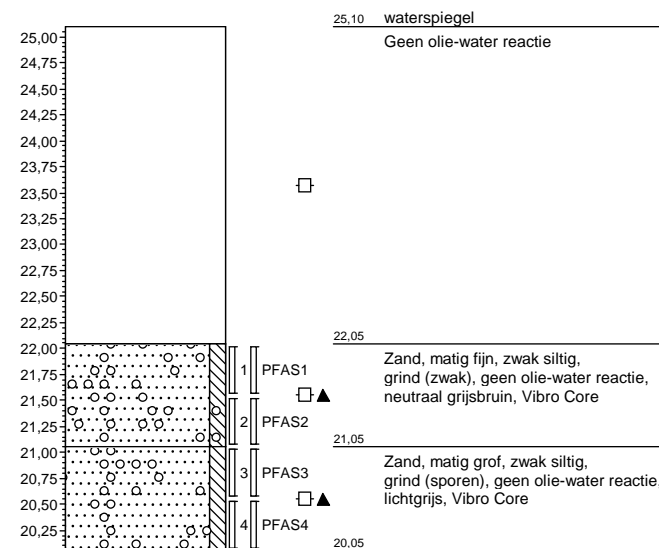 25,10 waterspiegel
Geen olie-water reactie
25,00
24,75
24,50
24,25
24,00
23,75
23,50
23,25
23,00
22,75
22,50
22,25
22,00
21,75
21,50
21,25
21,00
20,75
20,50
20,25
1 PFAS1
2 PFAS2
3 PFAS3
4 PFAS4
22,05
Zand, matig fijn, zwak siltig,
grind (zwak), geen olie-water reactie,
neutraal grijsbruin, Vibro Core
21,05
Zand, matig grof, zwak siltig,
grind (sporen), geen olie-water reactie,
lichtgrijs, Vibro Core
20,05